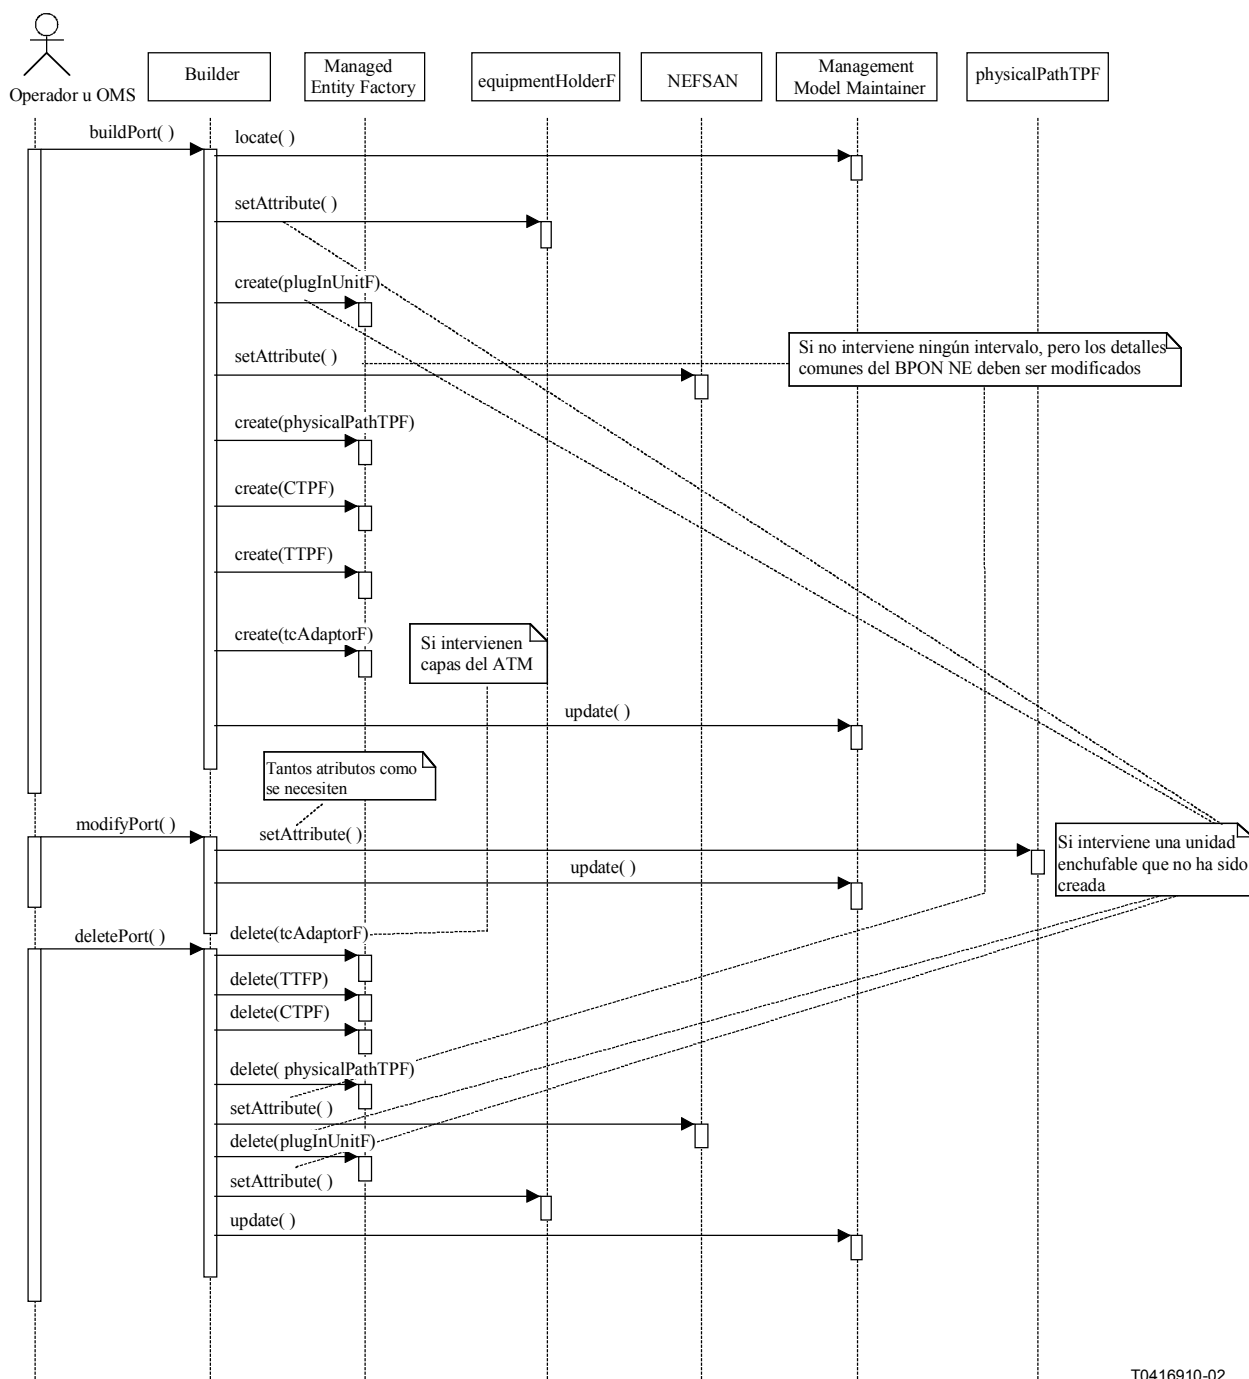 Operador u OMS
Builder
Managed
Entity Factory
equipmentHolderF
NEFSAN
Management
Model Maintainer
physicalPathTPF
buildPort( )
locate( )
setAttribute( )
create(plugInUnitF)
setAttribute( )
Si no interviene ningún intervalo, pero los detalles
comunes del BPON NE deben ser modificados
create(physicalPathTPF)
create(CTPF)
create(TTPF)
create(tcAdaptorF)
Si intervienen
capas del ATM
update( )
Tantos atributos como
se necesiten
modifyPort( )
setAttribute( )
Si interviene una unidad
enchufable que no ha sido
creada
update( )
deletePort( )
delete(tcAdaptorF)
delete(TTFP)
delete(CTPF)
delete( physicalPathTPF)
setAttribute( )
delete(plugInUnitF)
setAttribute( )
update( )
T0416910-02